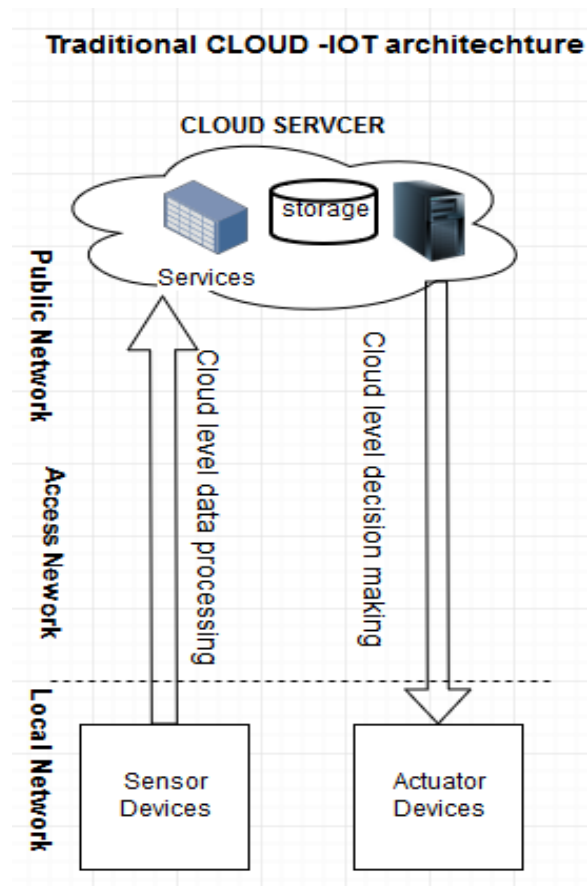 Traditional CLOUD -IOT architechture
CLOUD SERVCER
storage
Services
Public Network
Cloud level data processing
Cloud level decision making
Access Nework
Local Network
Sensor
Devices
Actuator
Devices